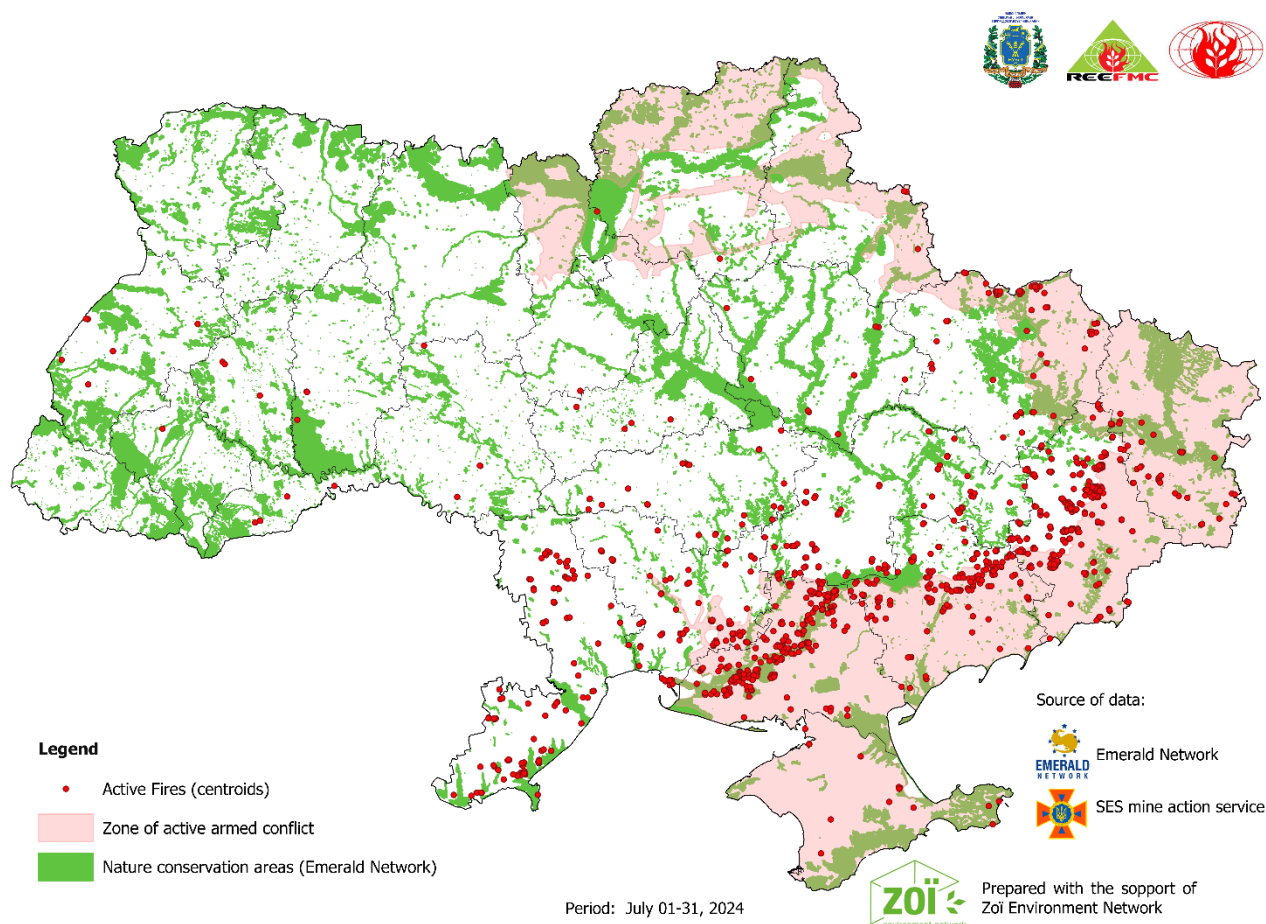 REEFMC
Legend
Active Fires (centroids)
Zone of active armed conflict
Nature conservation areas (Emerald Network)
Period: July 01-31, 2024
Source of data:
EMERALD
NETWORK
Emerald Network
SES mine action service
zoï
environment network
Prepared with the sopport of
Zoï Environment Network